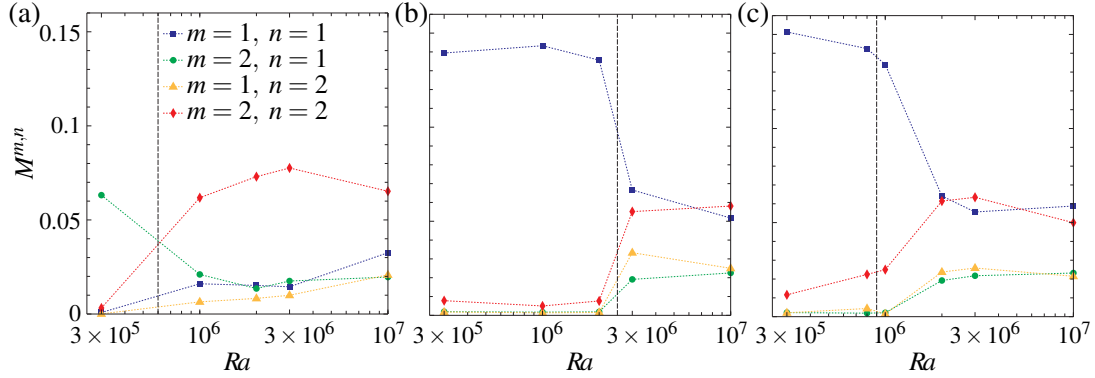 (a)
(b)
(c)
0.15
m = 1, n = 1
m = 2, n = 1
m = 1, n = 2
m = 2, n = 2
0.1
M^{m,n}
0.05
0
3 × 10^5
10^6
3 × 10^6
10^7
3 × 10^5
10^6
3 × 10^6
10^7
3 × 10^5
10^6
3 × 10^6
10^7
Ra
Ra
Ra